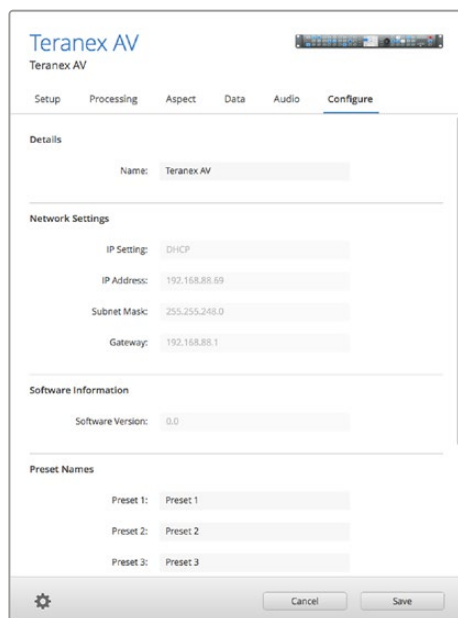 Teranex AV
Teranex AV
Setup Processing Aspect Data Audio Configure
Details
Name: Teranex AV
Network Settings
IP Setting: DHCP
IP Address: 192.168.88.69
Subnet Mask: 255.255.248.0
Gateway: 192.168.88.1
Software Information
Software Version: 0.0
Preset Names
Preset 1: Preset 1
Preset 2: Preset 2
Preset 3: Preset 3
Cancel Save